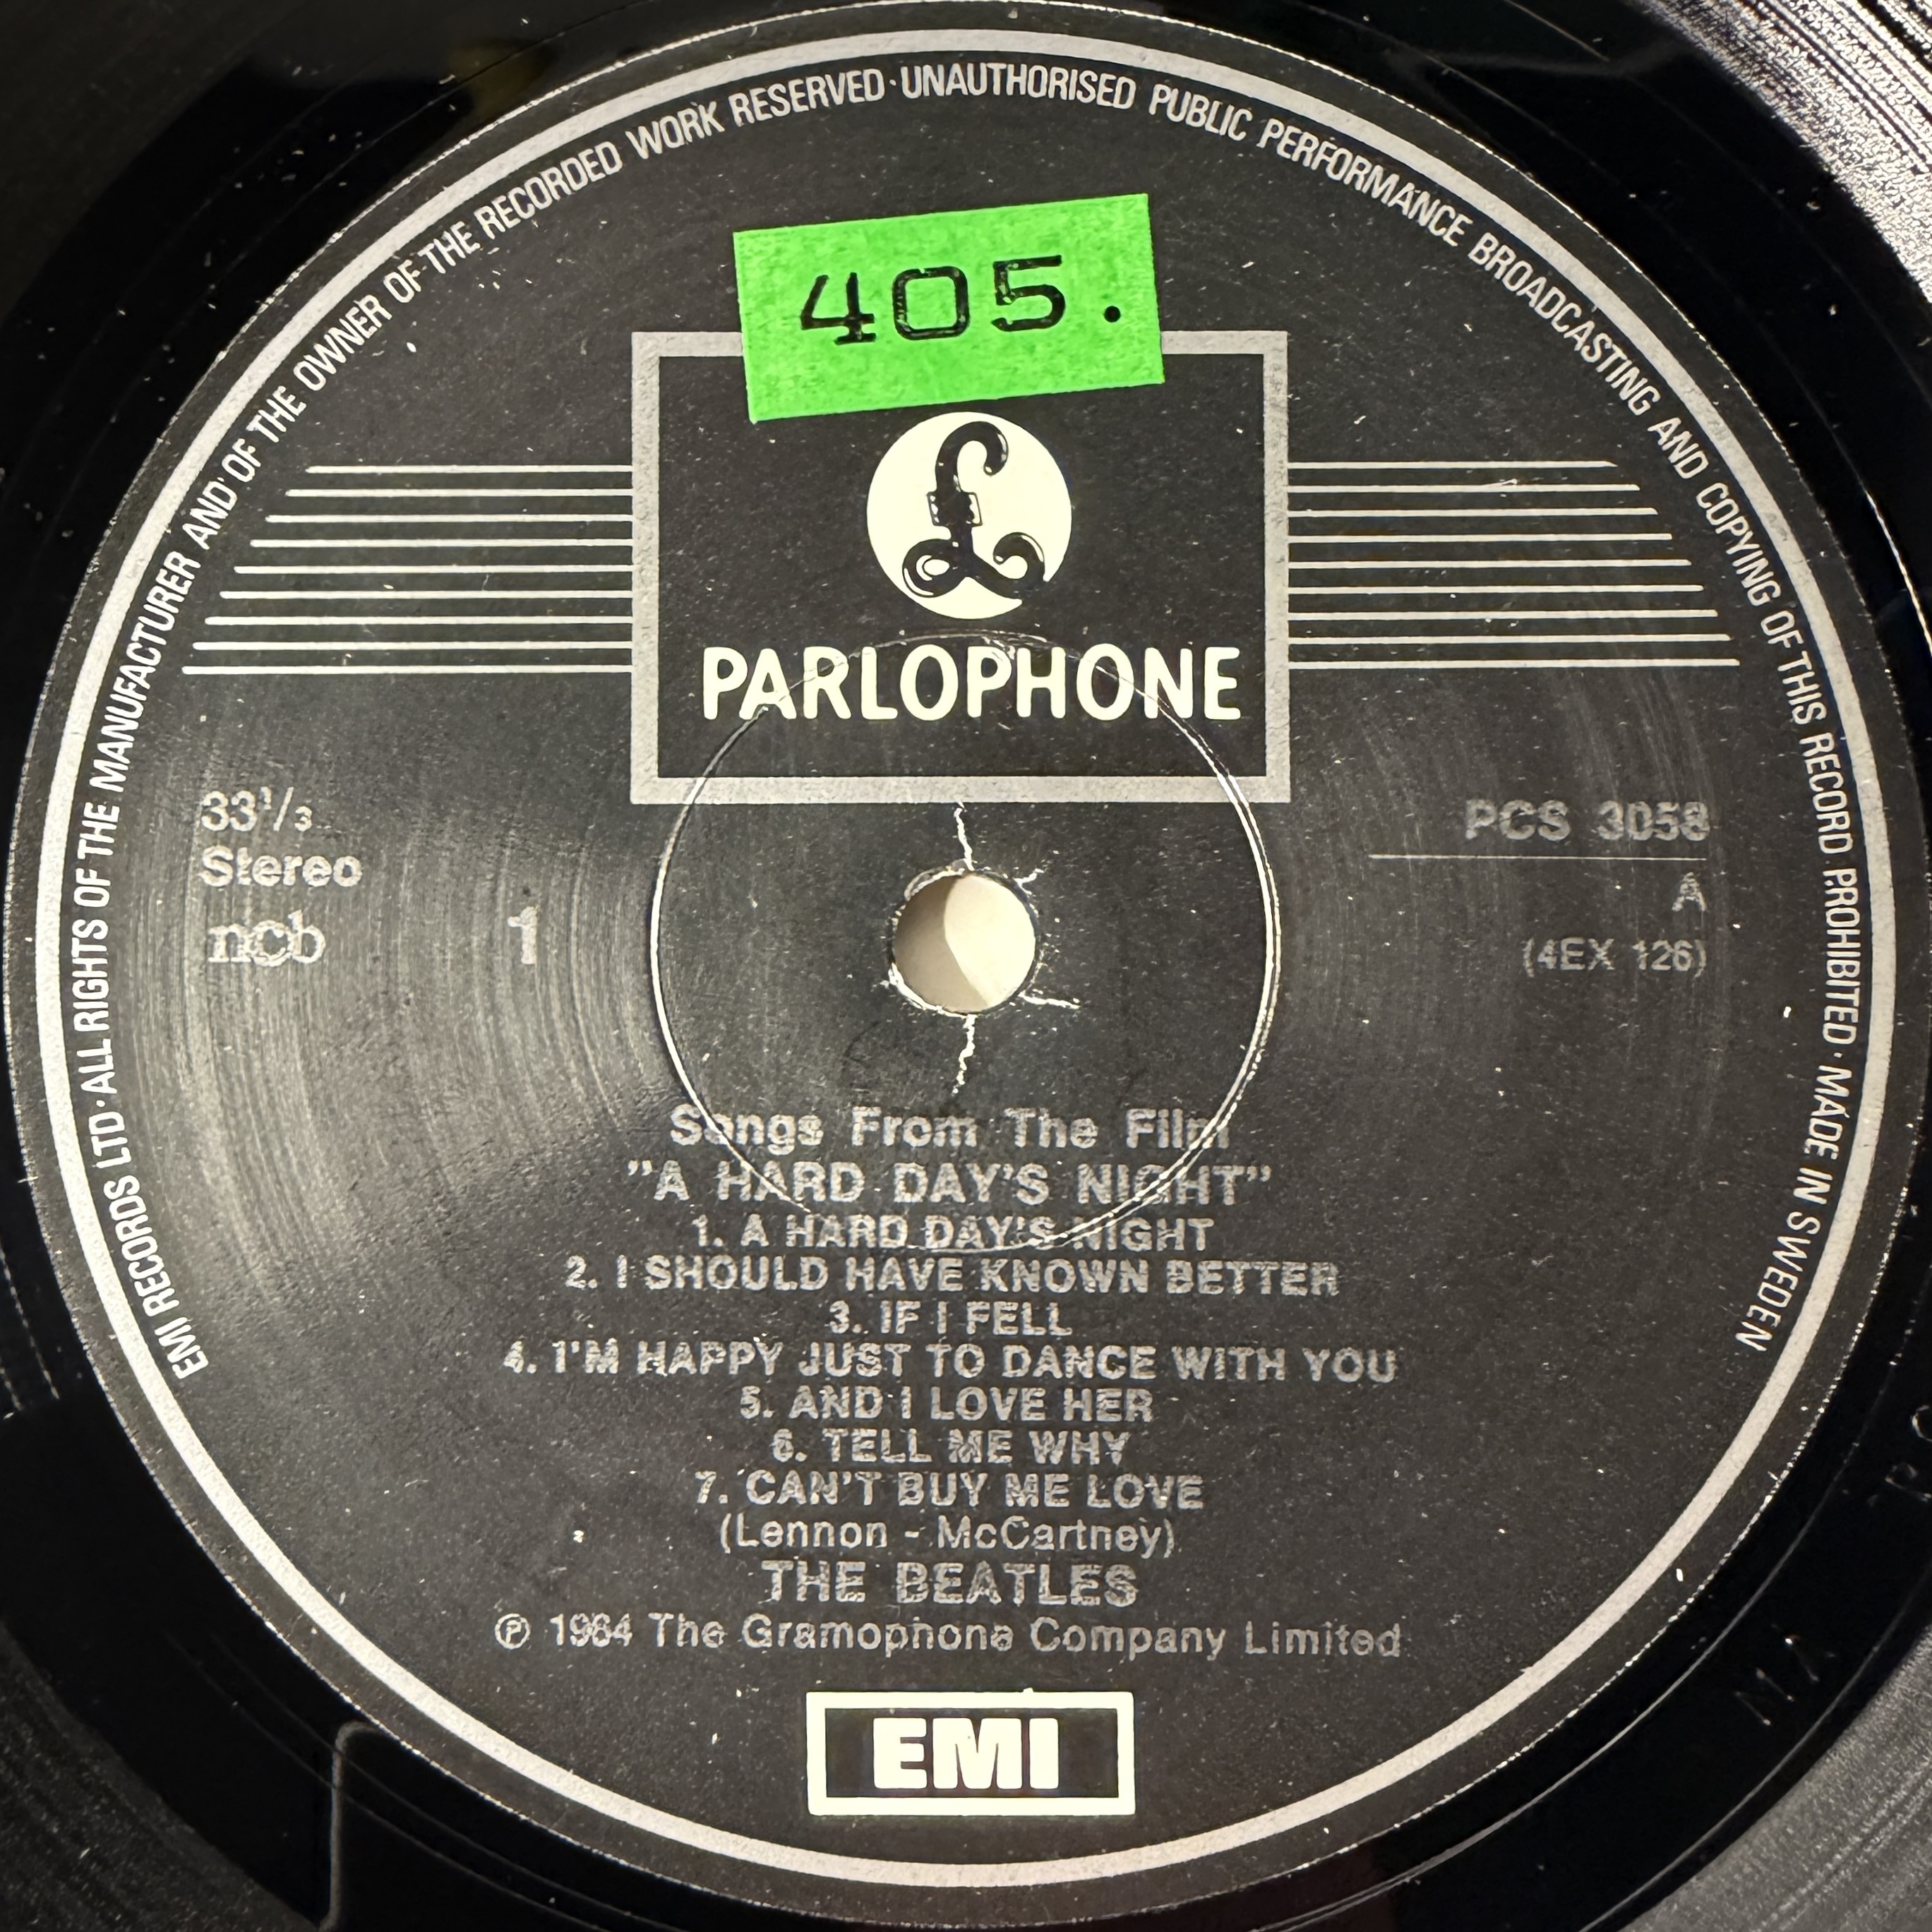 EMI RECORDS LTD · ALL RIGHTS OF THE MANUFACTURER AND OF THE OWNER OF THE RECORDED WORK RESERVED · UNAUTHORISED PUBLIC PERFORMANCE BROADCASTING AND COPYING OF THIS RECORD PROHIBITED · MADE IN SWEDEN
405.
£
PARLOPHONE
33 1/3
Stereo
ncb
1
PCS 3058
A
(4EX 126)
Songs From The Film
"A HARD DAY'S NIGHT"
1. A HARD DAY'S NIGHT
2. I SHOULD HAVE KNOWN BETTER
3. IF I FELL
4. I'M HAPPY JUST TO DANCE WITH YOU
5. AND I LOVE HER
6. TELL ME WHY
7. CAN'T BUY ME LOVE
(Lennon - McCartney)
THE BEATLES
℗ 1964 The Gramophone Company Limited
EMI